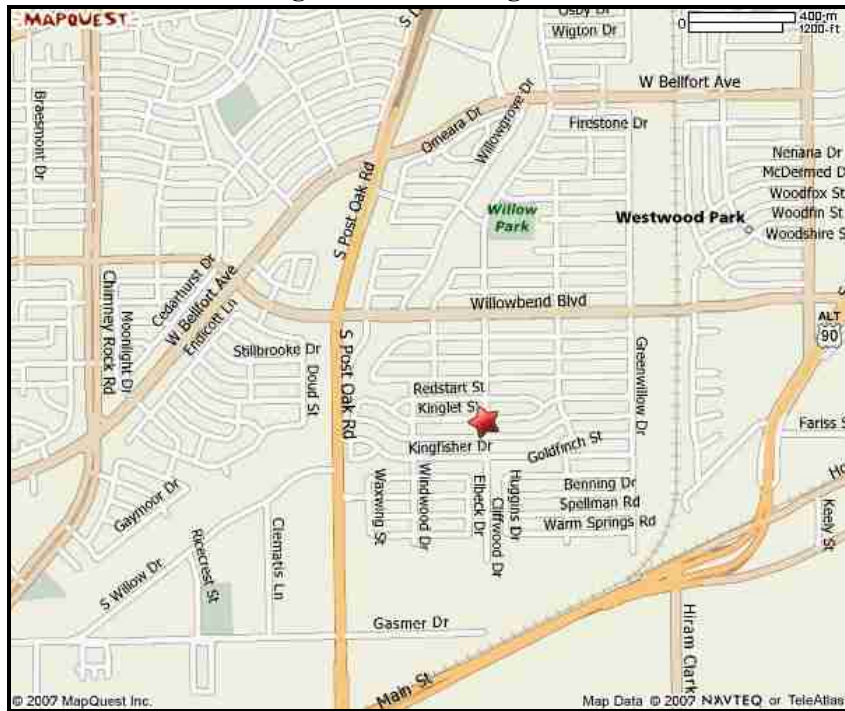 MAPQUEST
Osby Dr
Wigton Dr
0
400 m
1200 ft
W Bellfort Ave
Braesmont Dr
Omeara Dr
Willowgrove Dr
Firestone Dr
Nenana Dr
McDermed D
Woodfox St
Woodfin St
Woodshire S
S Post Oak Rd
Willow
Park
Westwood Park
Cedarhurst Dr
W Bellfort Ave
Endicott Ln
Chimney Rock Rd
Moonlight Dr
Willowbend Blvd
ALT
90
Stillbrooke Dr
Doud St
S Post Oak Rd
Greenwillow Dr
Redstart St
Kinglet St
Kingfisher Dr
Goldfinch St
Fariss S
Gaymoor Dr
Waxwing St
Windwood Dr
Elbeck Dr
Cliffwood Dr
Huggins Dr
Benning Dr
Spellman Rd
Warm Springs Rd
Keely St
Ho
S Willow Dr
Ricecrest St
Clematis Ln
Gasmer Dr
Hiram Clark
Main St
© 2007 MapQuest Inc.
Map Data © 2007 NAVTEQ or TeleAtlas